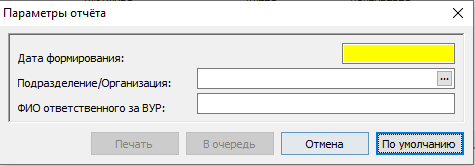 Параметры отчёта
Дата формирования:
Подразделение/Организация:
...
ФИО ответственного за ВУР:
Печать
В очередь
Отмена
По умолчанию